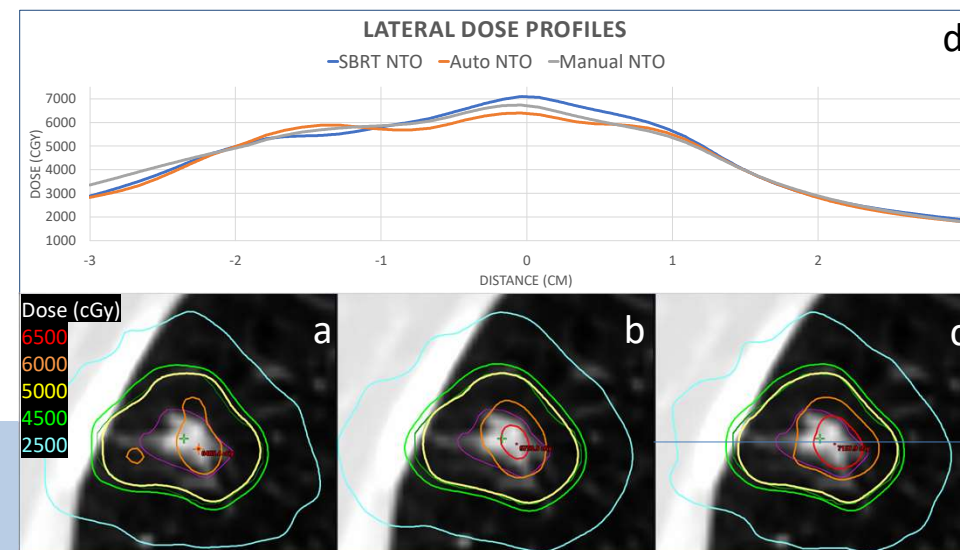 LATERAL DOSE PROFILES
d
SBRT NTO Auto NTO Manual NTO
7000
6000
5000
4000
3000
2000
1000
DOSE (CGY)
-3 -2 -1 0 1 2
DISTANCE (CM)
Dose (cGy)
6500
6000
5000
4500
2500
a
b